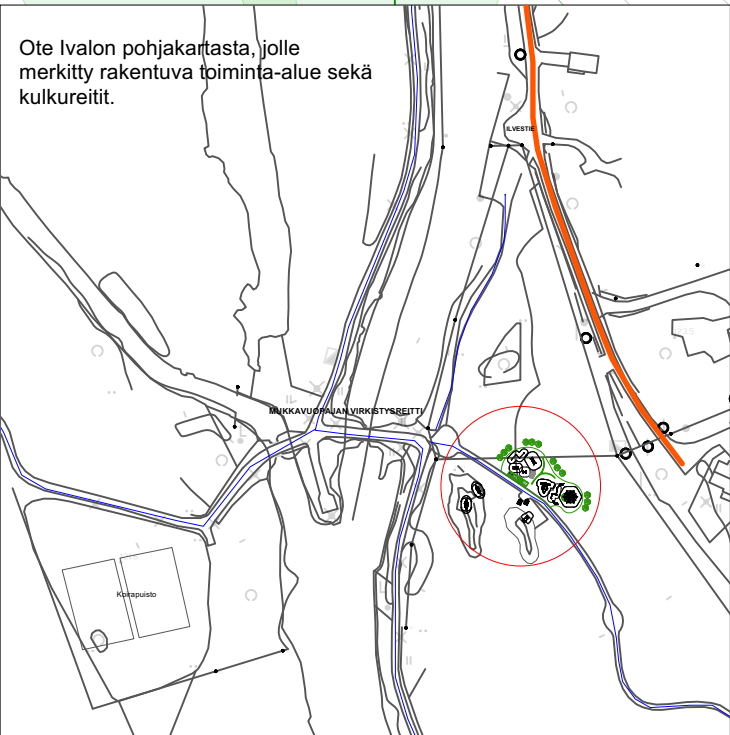 Ote Ivalon pohjakartasta, jolle
merkitty rakentuva toiminta-alue sekä
kulkureitit.
ILVESTIE
MUKKAVUOPAJAN VIRKISTYSREITTI
Koirapuisto